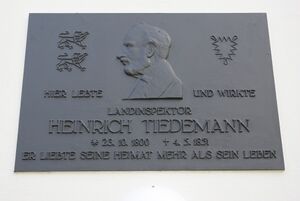 HIER LEBTE UND WIRKTE
LANDINSPEKTOR
HEINRICH TIEDEMANN
* 23. 10. 1800 † 4. 5. 1851
ER LIEBTE SEINE HEIMAT MEHR ALS SEIN LEBEN